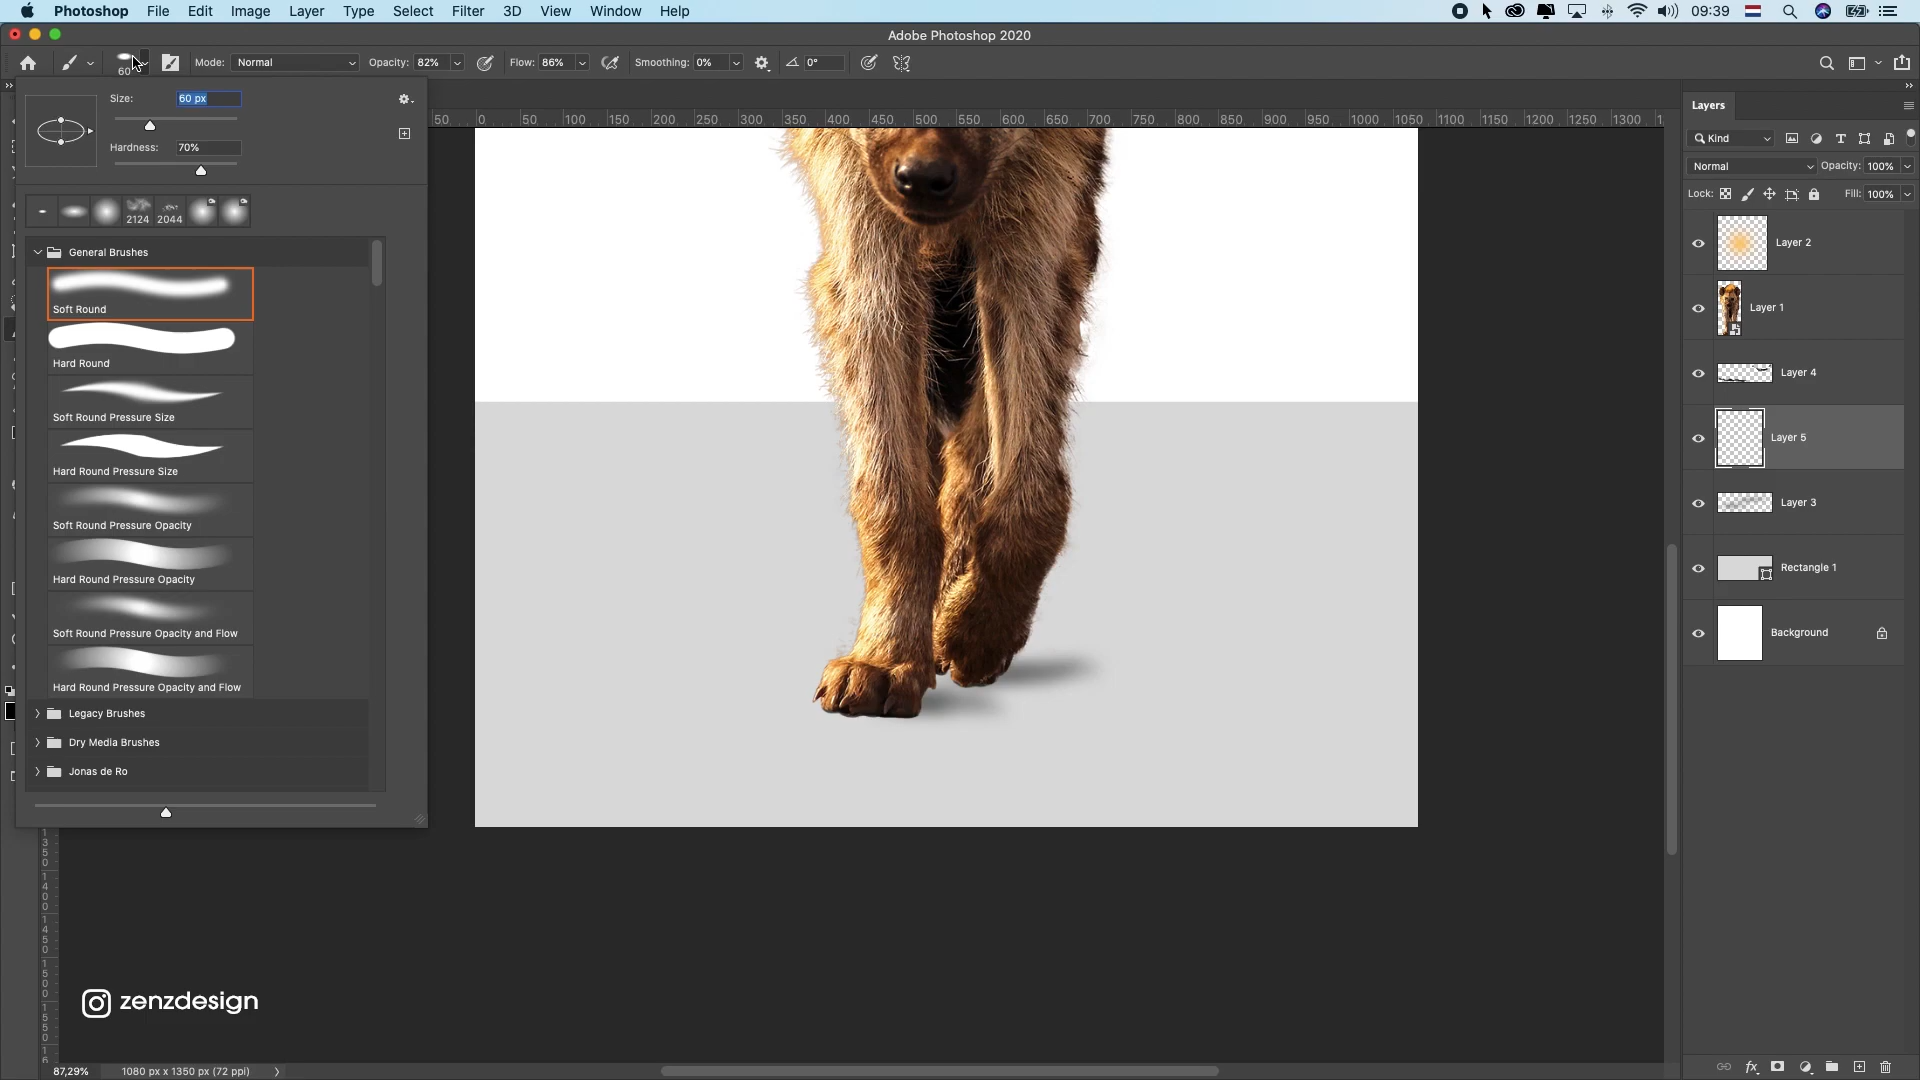 Photoshop File Edit Image Layer Type Select Filter 3D View Window Help 09:39
Adobe Photoshop 2020
60 Mode: Normal Opacity: 82% Flow: 86% Smoothing: 0% 0°
Size: 60 px
Hardness: 70%
2124 2044
General Brushes
Soft Round
Hard Round
Soft Round Pressure Size
Hard Round Pressure Size
Soft Round Pressure Opacity
Hard Round Pressure Opacity
Soft Round Pressure Opacity and Flow
Hard Round Pressure Opacity and Flow
Legacy Brushes
Dry Media Brushes
Jonas de Ro
50 0 50 100 150 200 250 300 350 400 450 500 550 600 650 700 750 800 850 900 950 1000 1050 1100 1150 1200 1250 1300 1
Layers
Kind
Normal Opacity: 100%
Lock: Fill: 100%
Layer 2
Layer 1
Layer 4
Layer 5
Layer 3
Rectangle 1
Background
1350
1400
1450
1500
1550
16
zenzdesign
87,29% 1080 px x 1350 px (72 ppi)